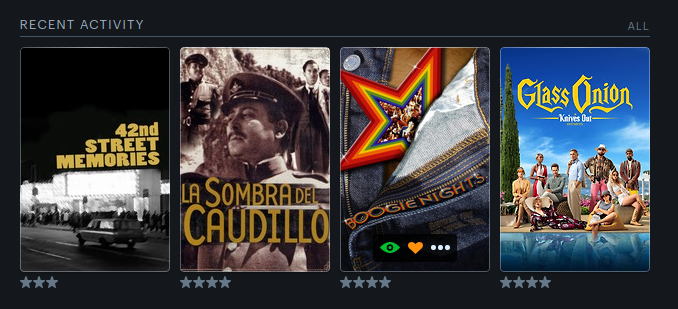 RECENT ACTIVITY
ALL
42nd
STREET
MEMORIES
LA SOMBRA DEL
CAUDILLO
BOOGIE NIGHTS
Glass Onion
Knives Out